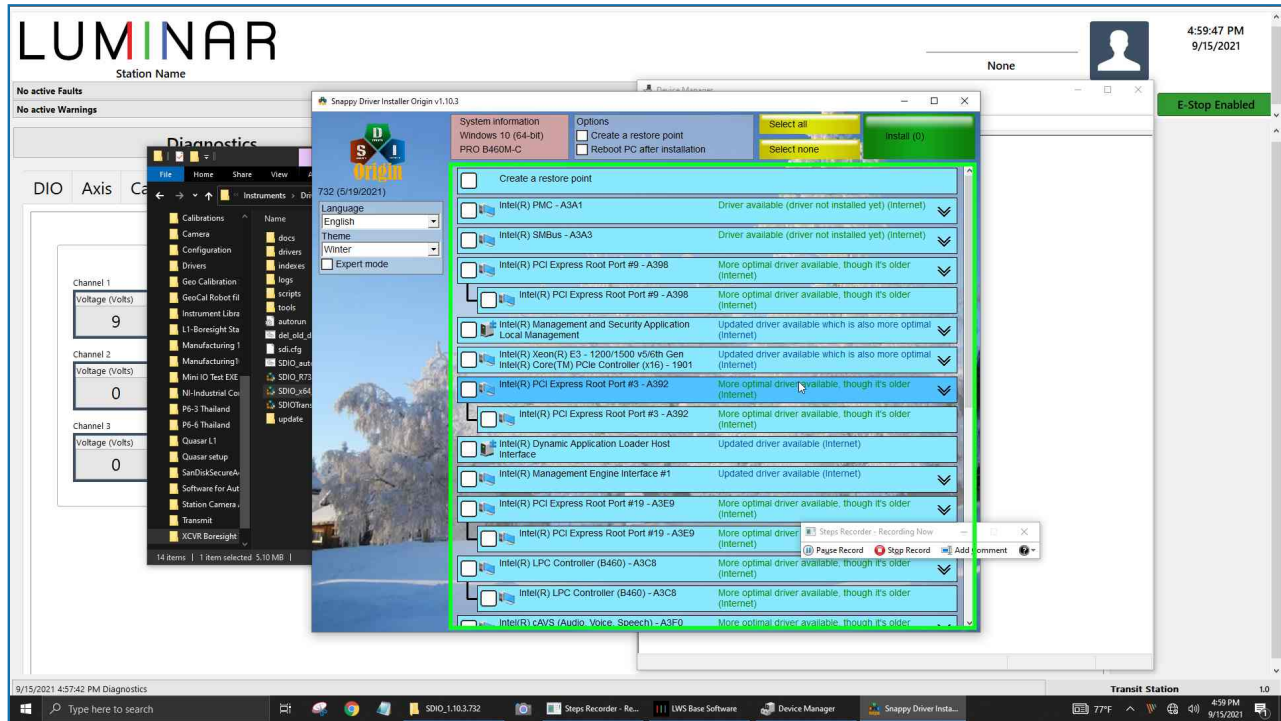 LUMINAR
Station Name
None
4:59:47 PM
9/15/2021
No active Faults
No active Warnings
E-Stop Enabled
Diagnostics
DIO Axis
Channel 1
Voltage (Volts)
9
Channel 2
Voltage (Volts)
0
Channel 3
Voltage (Volts)
0
Device Manager
File Home Share View
Instruments
Calibrations
Camera
Configuration
Drivers
Geo Calibration
GeoCal Robot fil
Instrument Libra
L1-Boresight Sta
Manufacturing 1
Manufacturing1
Mini IO Test EXE
NI-Industrial Co
P6-3 Thailand
P6-6 Thailand
Quasar L1
Quasar setup
SanDiskSecureA
Software for Aut
Station Camera
Transmit
XCVR Boresight
Name
docs
drivers
indexes
logs
scripts
tools
autorun
del_old_d
sdi.cfg
SDIO_aut
SDIO_R73
SDIO_x64
SDIOTrans
update
14 items 1 item selected 5.10 MB
Snappy Driver Installer Origin v1.10.3
S D I
Origin
732 (5/19/2021)
Language
English
Theme
Winter
Expert mode
System information
Windows 10 (64-bit)
PRO B460M-C
Options
Create a restore point
Reboot PC after installation
Select all
Select none
Install (0)
Create a restore point
Intel(R) PMC - A3A1 Driver available (driver not installed yet) (Internet)
Intel(R) SMBus - A3A3 Driver available (driver not installed yet) (Internet)
Intel(R) PCI Express Root Port #9 - A398 More optimal driver available, though it's older
(Internet)
Intel(R) PCI Express Root Port #9 - A398 More optimal driver available, though it's older
(Internet)
Intel(R) Management and Security Application Updated driver available which is also more optimal
Local Management (Internet)
Intel(R) Xeon(R) E3 - 1200/1500 v5/6th Gen Updated driver available which is also more optimal
Intel(R) Core(TM) PCIe Controller (x16) - 1901 (Internet)
Intel(R) PCI Express Root Port #3 - A392 More optimal driver available, though it's older
(Internet)
Intel(R) PCI Express Root Port #3 - A392 More optimal driver available, though it's older
(Internet)
Intel(R) Dynamic Application Loader Host Updated driver available (Internet)
Interface
Intel(R) Management Engine Interface #1 Updated driver available (Internet)
Intel(R) PCI Express Root Port #19 - A3E9 More optimal driver available, though it's older
(Internet)
Intel(R) PCI Express Root Port #19 - A3E9 More optimal driver
(Internet)
Intel(R) LPC Controller (B460) - A3C8 More optimal driver available, though it's older
(Internet)
Intel(R) LPC Controller (B460) - A3C8 More optimal driver available, though it's older
(Internet)
Intel(R) cAVS (Audio, Voice, Speech) - A3F0 More optimal driver available, though it's older
Steps Recorder - Recording Now
Pause Record Stop Record Add Comment
9/15/2021 4:57:42 PM Diagnostics
Transit Station 1.0
Type here to search
SDIO_1.10.3.732
Steps Recorder - Re...
LWS Base Software
Device Manager
Snappy Driver Insta...
77°F
4:59 PM
9/15/2021